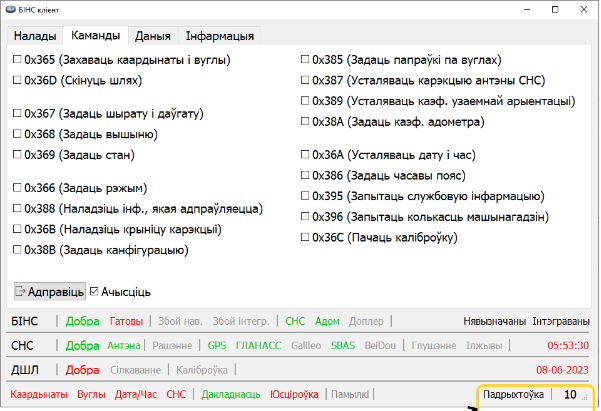 БІНС кліент
Налады Каманды Даныя Інфармацыя
0x365 (Захаваць каардынаты і вуглы)
0x36D (Скінуць шлях)
0x367 (Задаць шырату і даўгату)
0x368 (Задаць вышыню)
0x369 (Задаць стан)
0x366 (Задаць рэжым)
0x388 (Наладзіць інф., якая адпраўляецца)
0x36B (Наладзіць крыніцу карэкцыі)
0x38B (Задаць канфігурацыю)
0x385 (Задаць папраўкі па вуглах)
0x387 (Усталяваць карэкцыю антэны СНС)
0x389 (Усталяваць каэф. узаемнай арыентацыі)
0x38A (Задаць каэф. адометра)
0x36A (Усталяваць дату і час)
0x386 (Задаць часавы пояс)
0x395 (Запытаць службовую інфармацыю)
0x396 (Запытаць колькасць машынагадзін)
0x36C (Пачаць каліброўку)
Адправіць Ачысціць
БІНС Добра Гатовы Збой нав. Збой інтегр. СНС Адом Доплер Нявызначаны Інтэграваны
СНС Добра Антэна Рашэнне GPS ГЛАНАСС Galileo SBAS BeiDou Глушэнне Ілжывы 05:53:30
ДШЛ Добра Сілкаванне Каліброўка 08-06-2023
Каардынаты Вуглы Дата/Час СНС Дакладнасць Юсціроўка Памылкі Падрыхтоўка 10